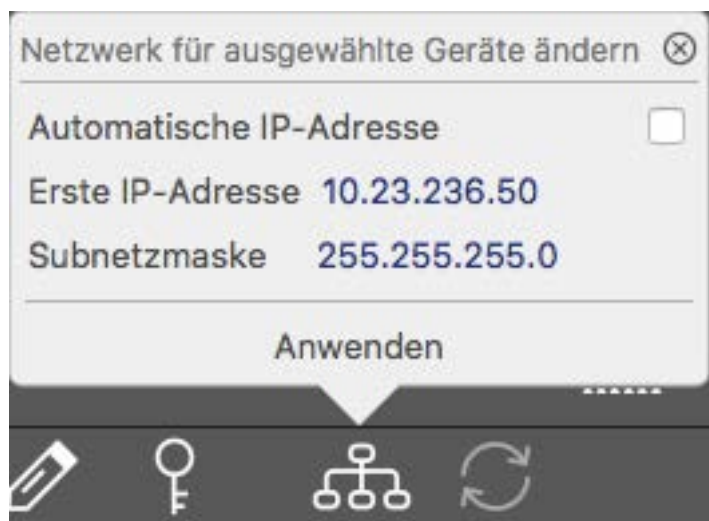 Netzwerk für ausgewählte Geräte ändern
Automatische IP-Adresse
Erste IP-Adresse 10.23.236.50
Subnetzmaske 255.255.255.0
Anwenden